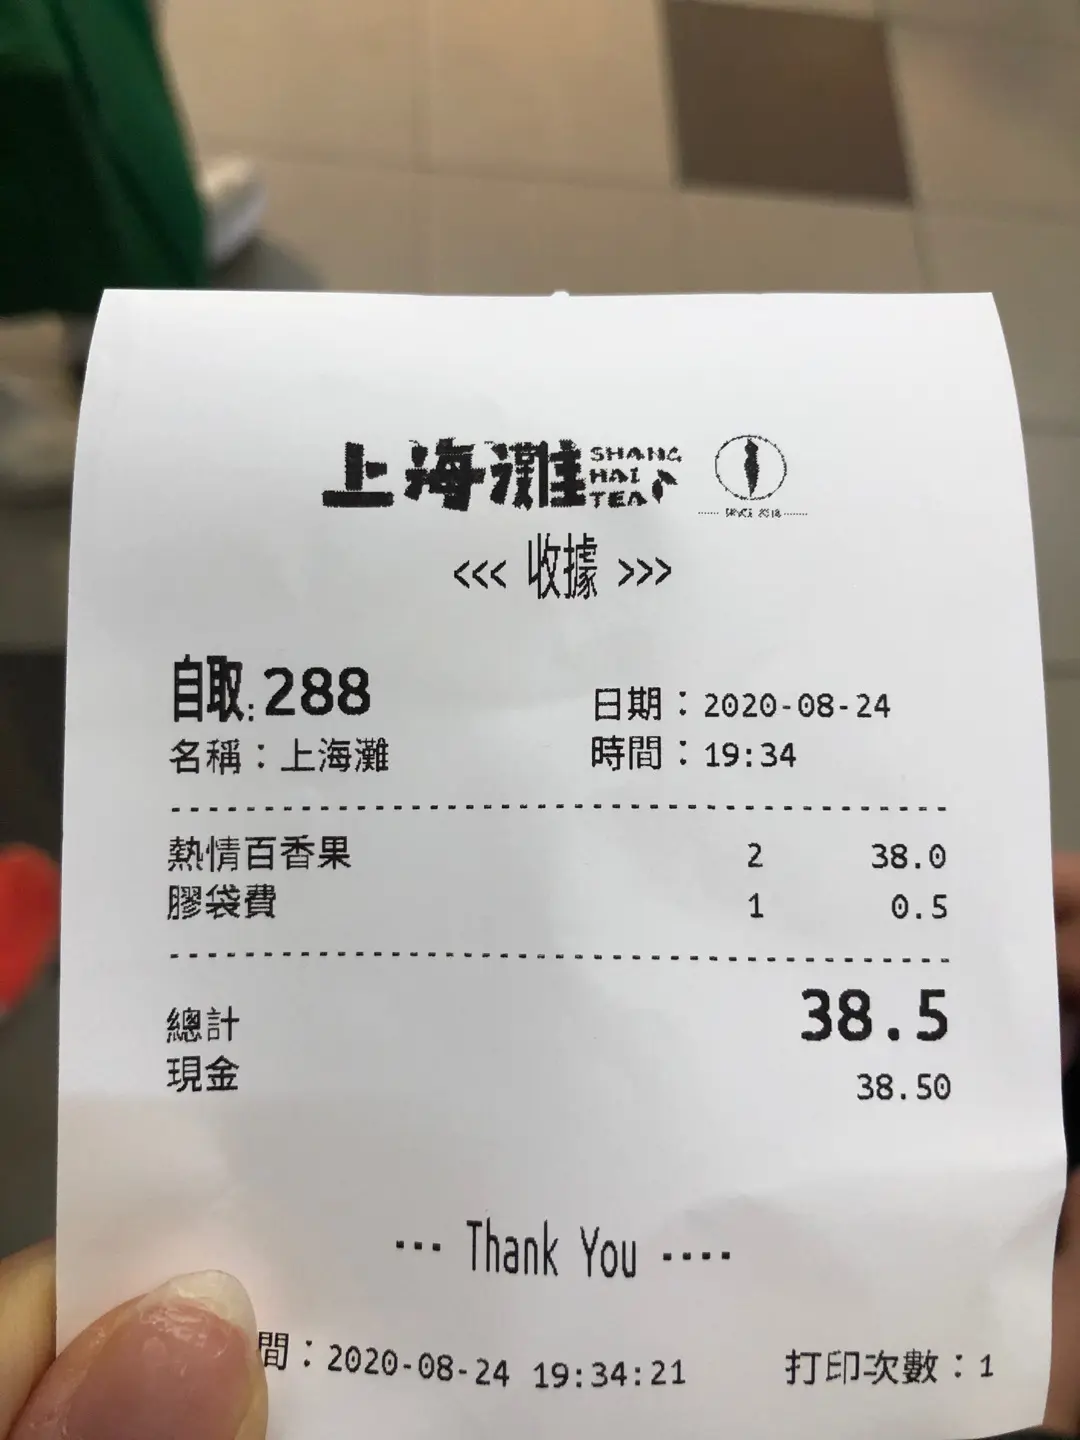 上海灘 SHANG HAI TEA
SINCE 2018
<<< 收據 >>>
自取: 288
日期：2020-08-24
名稱：上海灘
時間：19:34
熱情百香果 2 38.0
膠袋費 1 0.5
總計 38.5
現金 38.50
--- Thank You ----
間：2020-08-24 19:34:21 打印次數：1